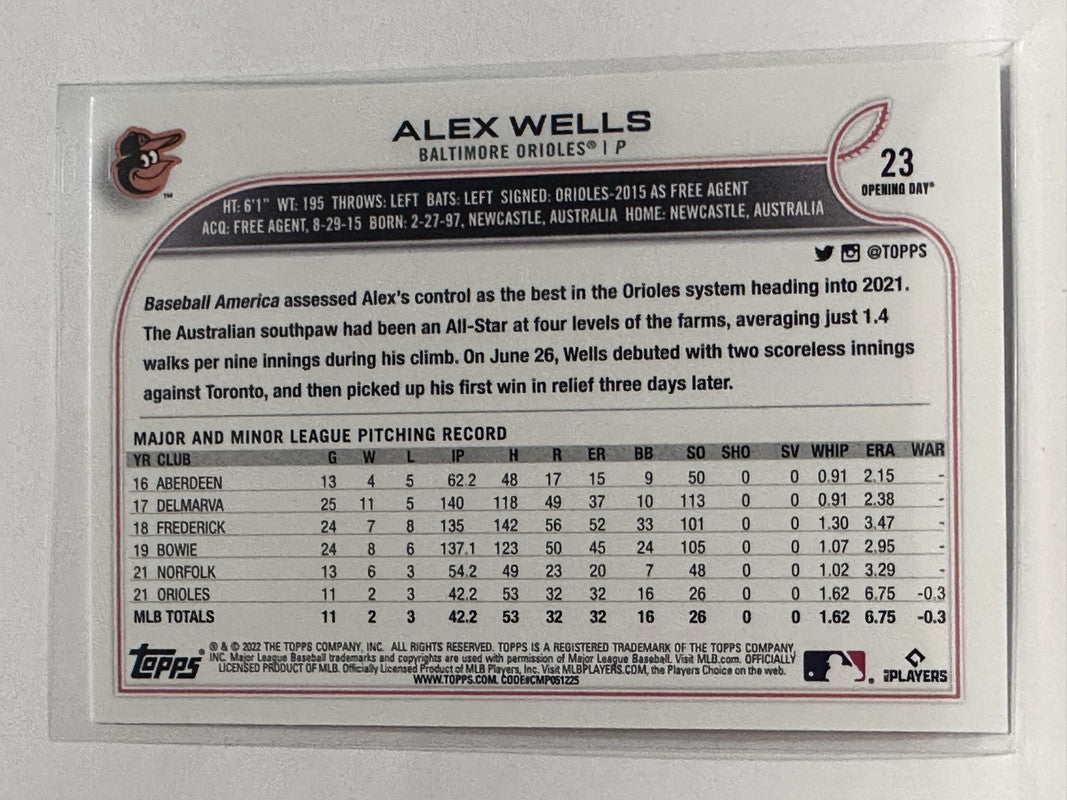 ALEX WELLS
BALTIMORE ORIOLES® | P
23
OPENING DAY®
HT: 6'1" WT: 195 THROWS: LEFT BATS: LEFT SIGNED: ORIOLES-2015 AS FREE AGENT
ACQ: FREE AGENT, 8-29-15 BORN: 2-27-97, NEWCASTLE, AUSTRALIA HOME: NEWCASTLE, AUSTRALIA
TM
@TOPPS
Baseball America assessed Alex's control as the best in the Orioles system heading into 2021.
The Australian southpaw had been an All-Star at four levels of the farms, averaging just 1.4
walks per nine innings during his climb. On June 26, Wells debuted with two scoreless innings
against Toronto, and then picked up his first win in relief three days later.
MAJOR AND MINOR LEAGUE PITCHING RECORD
YR CLUB G W L IP H R ER BB SO SHO SV WHIP ERA WAR
16 ABERDEEN 13 4 5 62.2 48 17 15 9 50 0 0 0.91 2.15 -
17 DELMARVA 25 11 5 140 118 49 37 10 113 0 0 0.91 2.38 -
18 FREDERICK 24 7 8 135 142 56 52 33 101 0 0 1.30 3.47 -
19 BOWIE 24 8 6 137.1 123 50 45 24 105 0 0 1.07 2.95 -
21 NORFOLK 13 6 3 54.2 49 23 20 7 48 0 0 1.02 3.29 -
21 ORIOLES 11 2 3 42.2 53 32 32 16 26 0 0 1.62 6.75 -0.3
MLB TOTALS 11 2 3 42.2 53 32 32 16 26 0 0 1.62 6.75 -0.3
Topps®
® & © 2022 THE TOPPS COMPANY, INC. ALL RIGHTS RESERVED. TOPPS IS A REGISTERED TRADEMARK OF THE TOPPS COMPANY,
INC. Major League Baseball trademarks and copyrights are used with permission of Major League Baseball. Visit MLB.com. OFFICIALLY
LICENSED PRODUCT OF MLB. Officially Licensed Product of MLB Players, Inc. Visit MLBPLAYERS.COM, the Players Choice on the web.
WWW.TOPPS.COM. CODE#CMP051225
MLBPLAYERS